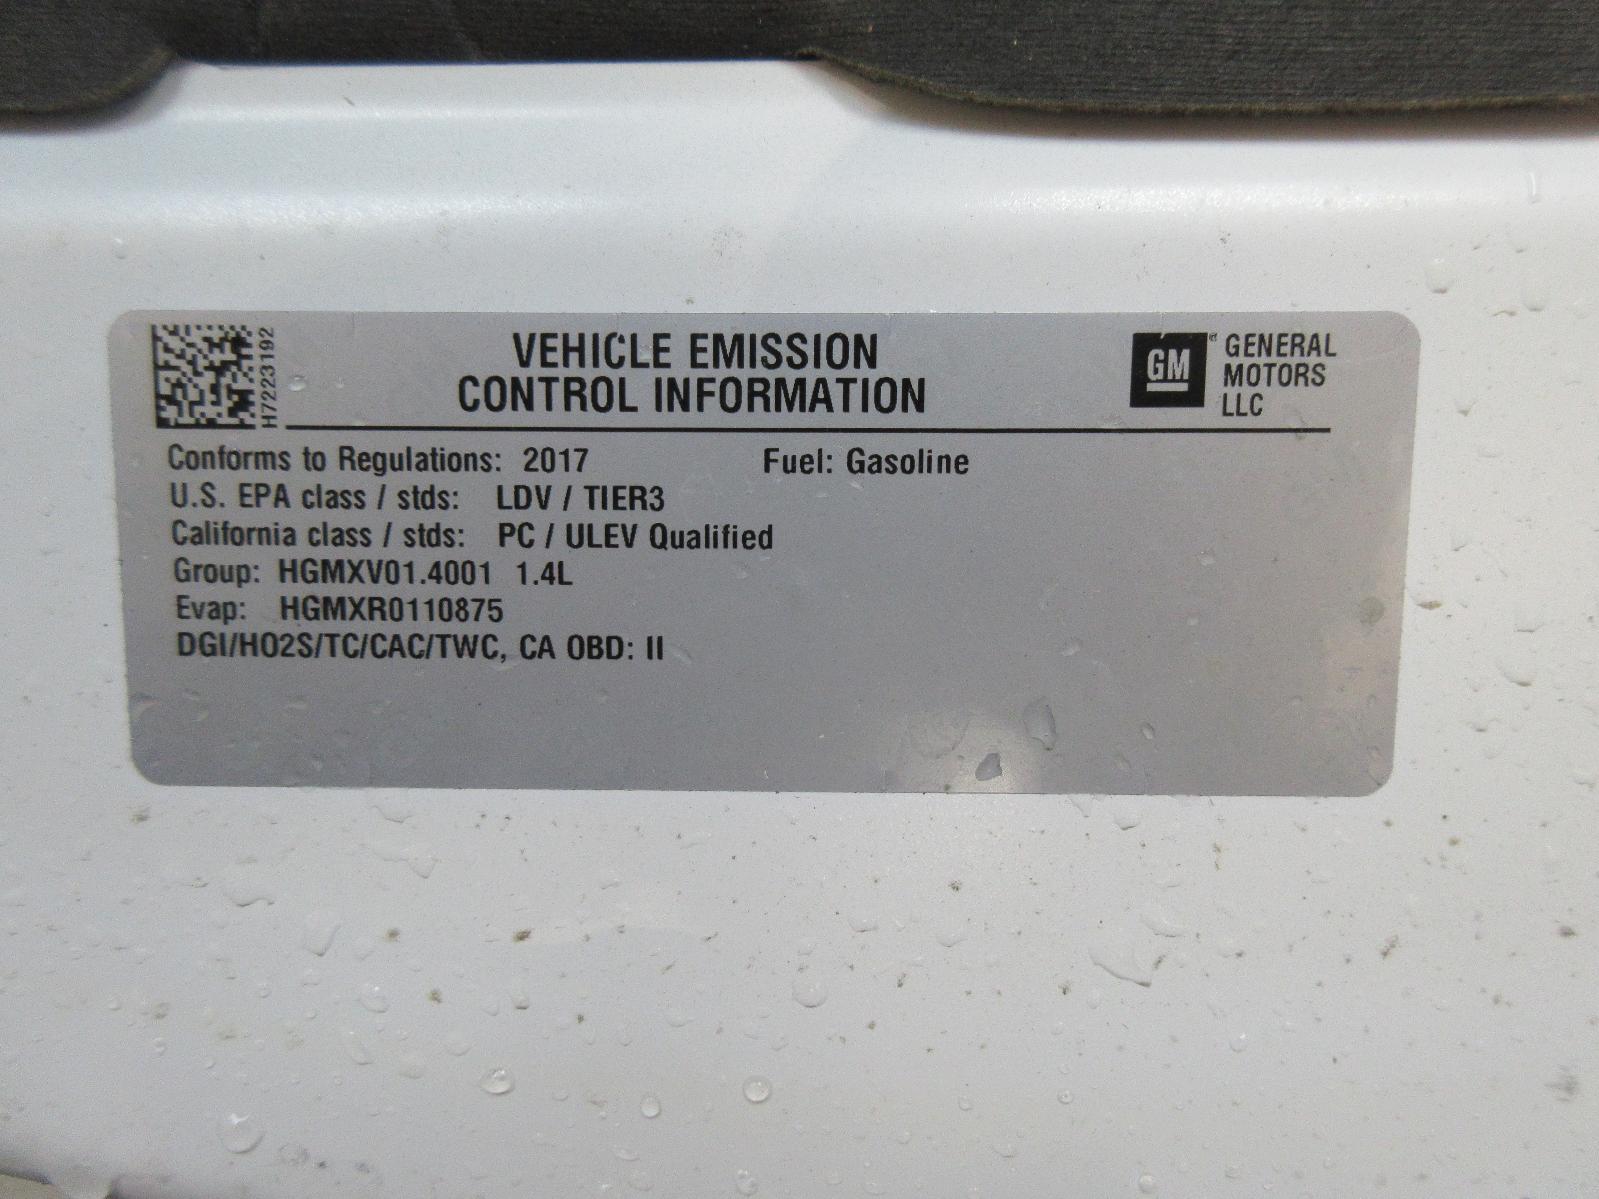 H7223192
VEHICLE EMISSION
CONTROL INFORMATION
GM
®
GENERAL
MOTORS
LLC
Conforms to Regulations: 2017 Fuel: Gasoline
U.S. EPA class / stds: LDV / TIER3
California class / stds: PC / ULEV Qualified
Group: HGMXV01.4001 1.4L
Evap: HGMXR0110875
DGI/HO2S/TC/CAC/TWC, CA OBD: II